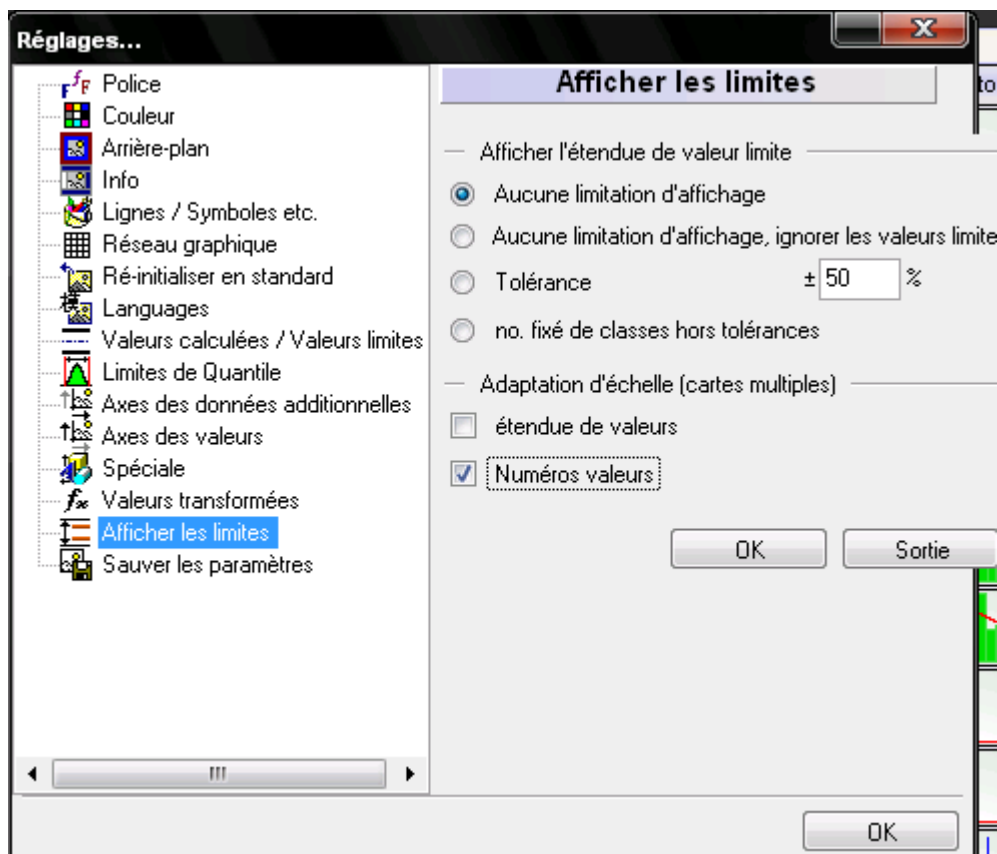 Réglages...
Police
Couleur
Arrière-plan
Info
Lignes / Symboles etc.
Réseau graphique
Ré-initialiser en standard
Languages
Valeurs calculées / Valeurs limites
Limites de Quantile
Axes des données additionnelles
Axes des valeurs
Spéciale
Valeurs transformées
Afficher les limites
Sauver les paramètres
Afficher les limites
Afficher l'étendue de valeur limite
Aucune limitation d'affichage
Aucune limitation d'affichage, ignorer les valeurs limite
Tolérance ± 50 %
no. fixé de classes hors tolérances
Adaptation d'échelle (cartes multiples)
étendue de valeurs
Numéros valeurs
OK Sortie
OK
to